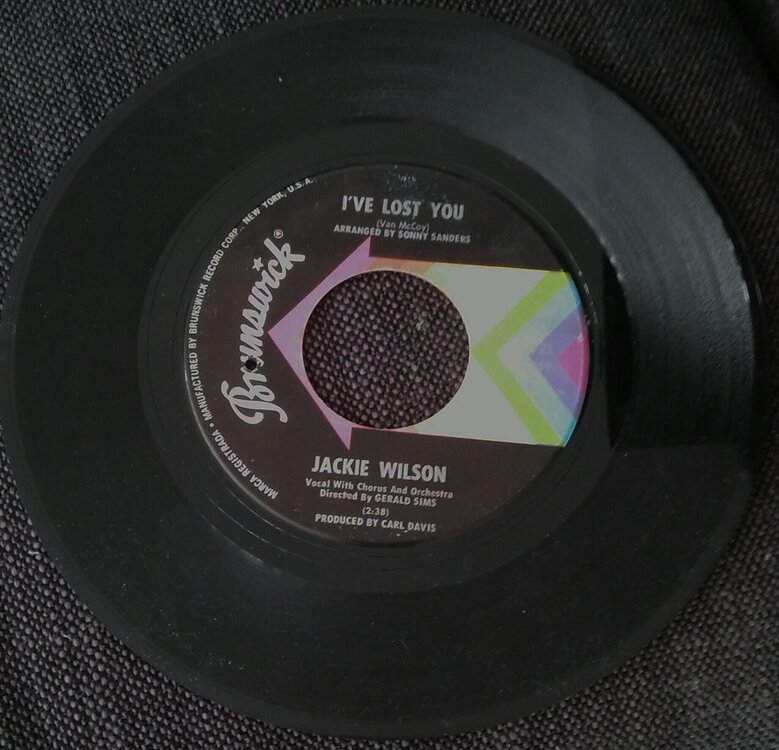 I'VE LOST YOU
(Van McCoy)
ARRANGED BY SONNY SANDERS
Brunswick®
MARCA REGISTRADA • MANUFACTURED BY BRUNSWICK RECORD CORP., NEW YORK, U.S.A.
JACKIE WILSON
Vocal With Chorus And Orchestra
Directed By GERALD SIMS
(2:38)
PRODUCED BY CARL DAVIS